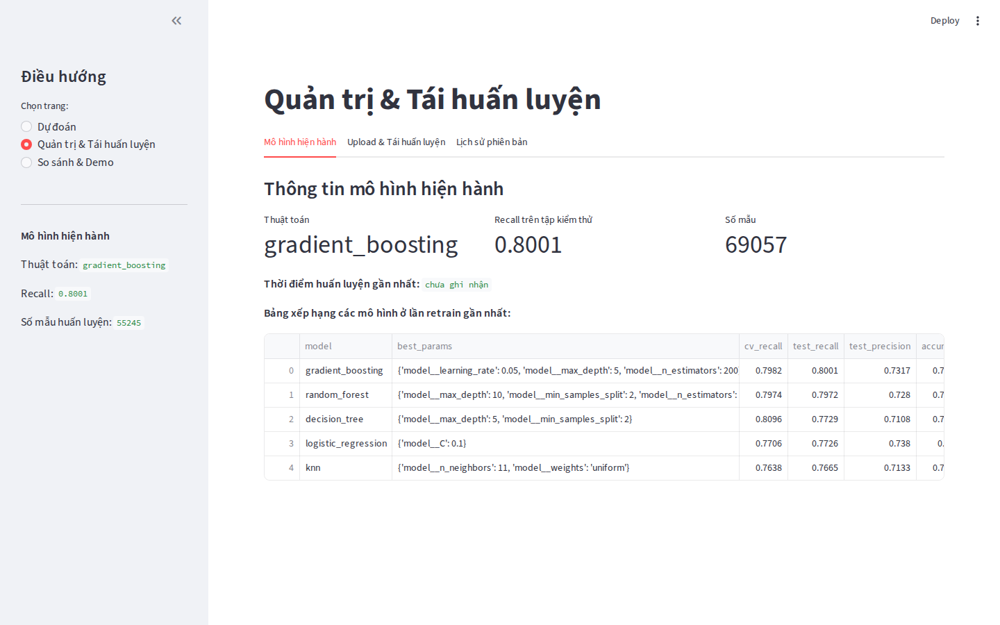 Deploy
Điều hướng
Chọn trang:
Dự đoán
Quản trị & Tái huấn luyện
So sánh & Demo
Mô hình hiện hành
Thuật toán: gradient_boosting
Recall: 0.8001
Số mẫu huấn luyện: 55245
Quản trị & Tái huấn luyện
Mô hình hiện hành Upload & Tái huấn luyện Lịch sử phiên bản
Thông tin mô hình hiện hành
Thuật toán Recall trên tập kiểm thử Số mẫu
gradient_boosting 0.8001 69057
Thời điểm huấn luyện gần nhất: chưa ghi nhận
Bảng xếp hạng các mô hình ở lần retrain gần nhất:
model best_params cv_recall test_recall test_precision accur
0 gradient_boosting {'model__learning_rate': 0.05, 'model__max_depth': 5, 'model__n_estimators': 200} 0.7982 0.8001 0.7317 0.7
1 random_forest {'model__max_depth': 10, 'model__min_samples_split': 2, 'model__n_estimators': 0.7974 0.7972 0.728 0.7
2 decision_tree {'model__max_depth': 5, 'model__min_samples_split': 2} 0.8096 0.7729 0.7108 0.7
3 logistic_regression {'model__C': 0.1} 0.7706 0.7726 0.738 0.
4 knn {'model__n_neighbors': 11, 'model__weights': 'uniform'} 0.7638 0.7665 0.7133 0.7